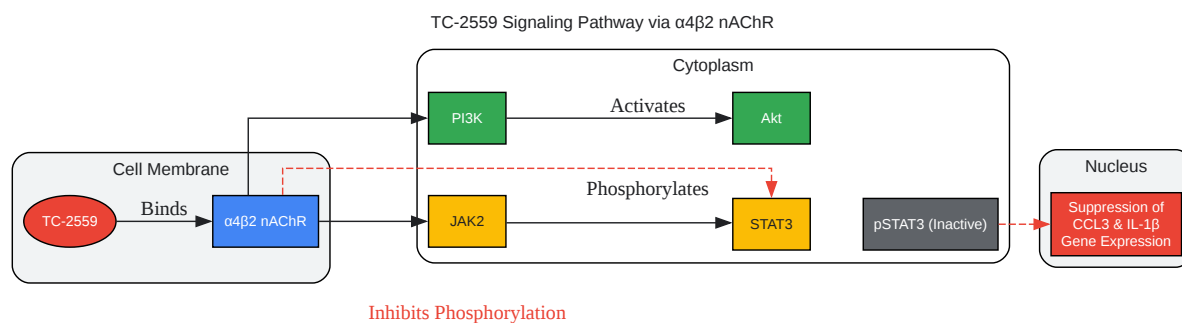 TC-2559 Signaling Pathway via α4β2 nAChR
Cytoplasm
PI3K
Activates
Akt
Cell Membrane
TC-2559
Binds
α4β2 nAChR
JAK2
Phosphorylates
STAT3
pSTAT3 (Inactive)
Nucleus
Suppression of
CCL3 & IL-1β
Gene Expression
Inhibits Phosphorylation